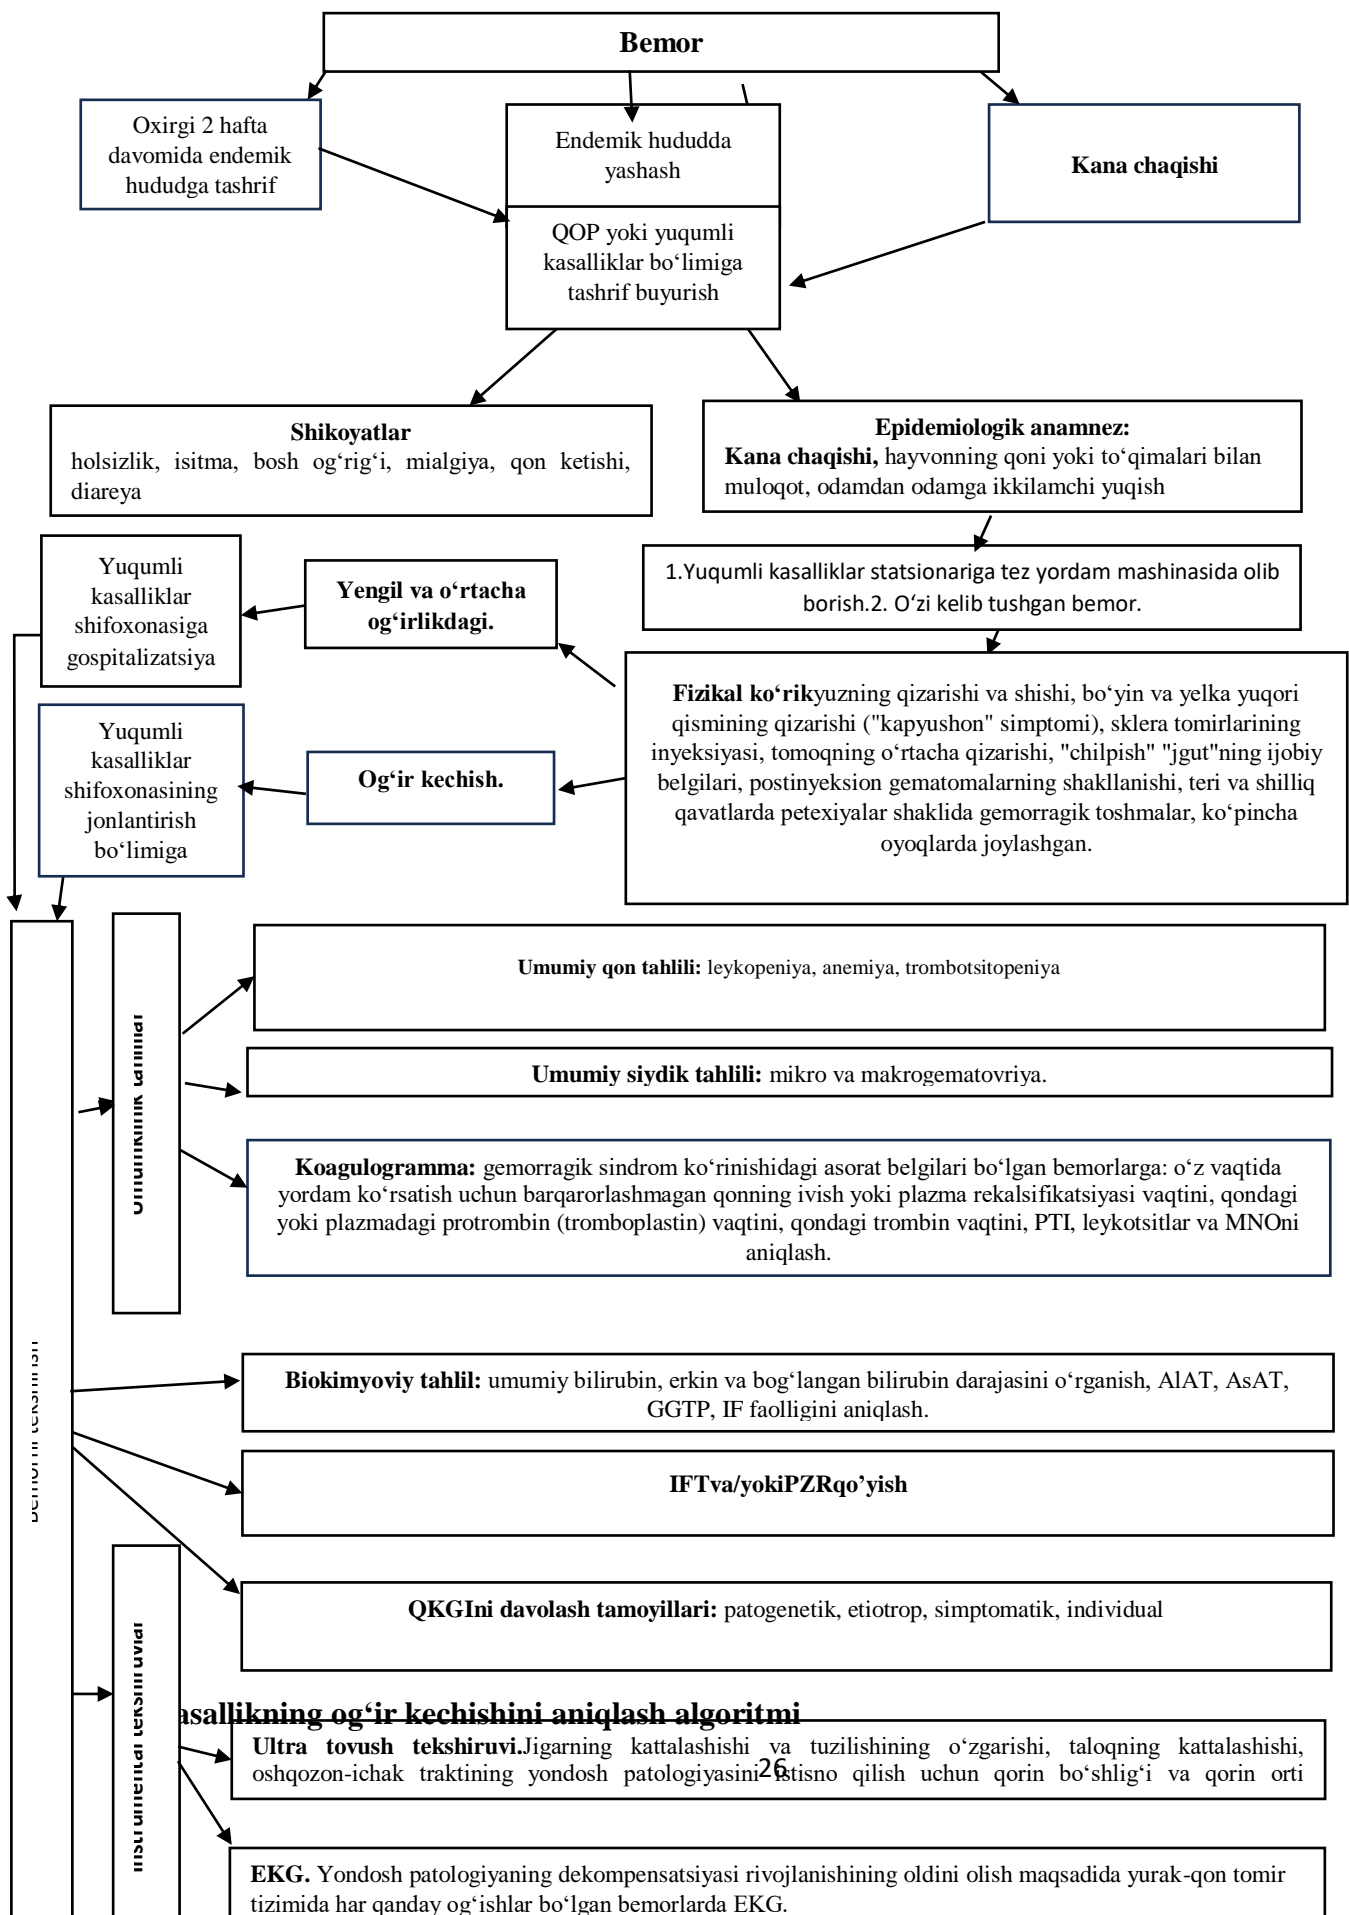 Bemor
Oxirgi 2 hafta
davomida endemik
hududga tashrif
Endemik hududda
yashash
Kana chaqishi
QOP yoki yuqumli
kasalliklar bo‘limiga
tashrif buyurish
Shikoyatlar
holsizlik, isitma, bosh og‘rig‘i, mialgiya, qon ketishi,
diareya
Epidemiologik anamnez:
Kana chaqishi, hayvonning qoni yoki to‘qimalari bilan
muloqot, odamdan odamga ikkilamchi yuqish
1.Yuqumli kasalliklar statsionariga tez yordam mashinasida olib
borish.2. O‘zi kelib tushgan bemor.
Yuqumli
kasalliklar
shifoxonasiga
gospitalizatsiya
Yengil va o‘rtacha
og‘irlikdagi.
Fizikal ko‘rikyuzning qizarishi va shishi, bo‘yin va yelka yuqori
qismining qizarishi ("kapyushon" simptomi), sklera tomirlarining
inyeksiyasi, tomoqning o‘rtacha qizarishi, "chilpish" "jgut"ning ijobiy
belgilari, postinyeksion gematomalarning shakllanishi, teri va shilliq
qavatlarda petexiyalar shaklida gemorragik toshmalar, ko‘pincha
oyoqlarda joylashgan.
Yuqumli
kasalliklar
shifoxonasining
jonlantirish
bo‘limiga
Og‘ir kechish.
Umumiy qon tahlili: leykopeniya, anemiya, trombotsitopeniya
Umumiy siydik tahlili: mikro va makrogematovriya.
Koagulogramma: gemorragik sindrom ko‘rinishidagi asorat belgilari bo‘lgan bemorlarga: o‘z vaqtida
yordam ko‘rsatish uchun barqarorlashmagan qonning ivish yoki plazma rekalsifikatsiyasi vaqtini, qondagi
yoki plazmadagi protrombin (tromboplastin) vaqtini, qondagi trombin vaqtini, PTI, leykotsitlar va MNOni
aniqlash.
Biokimyoviy tahlil: umumiy bilirubin, erkin va bog‘langan bilirubin darajasini o‘rganish, AlAT, AsAT,
GGTP, IF faolligini aniqlash.
IFTva/yokiPZRqo’yish
QKGIni davolash tamoyillari: patogenetik, etiotrop, simptomatik, individual
Instrumental tekshiruvlar
asallikning og‘ir kechishini aniqlash algoritmi
Ultra tovush tekshiruvi.Jigarning kattalashishi va tuzilishining o‘zgarishi, taloqning kattalashishi,
oshqozon-ichak traktining yondosh patologiyasini istisno qilish uchun qorin bo‘shlig‘i va qorin orti
26
EKG. Yondosh patologiyaning dekompensatsiyasi rivojlanishining oldini olish maqsadida yurak-qon tomir
tizimida har qanday og‘ishlar bo‘lgan bemorlarda EKG.